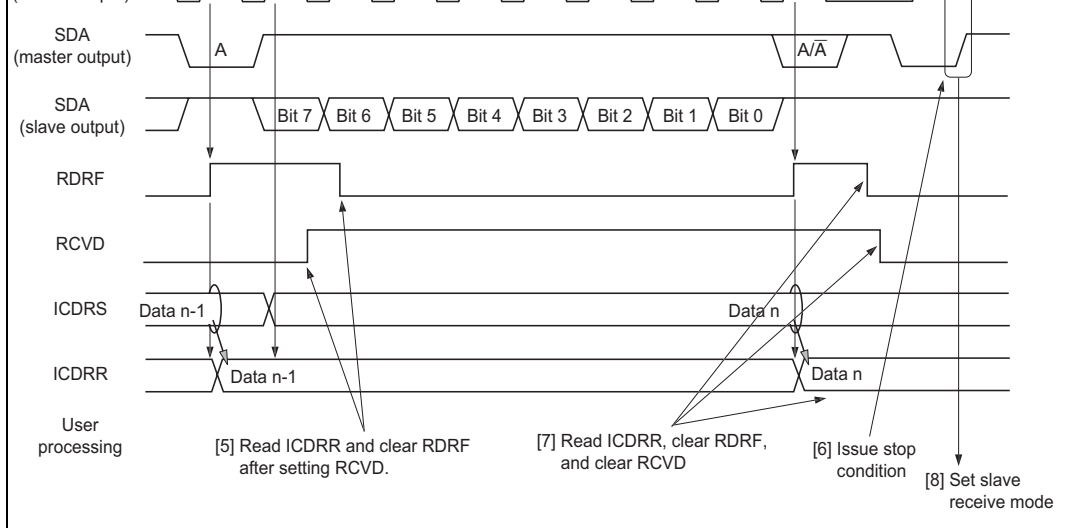 SDA
(master output)
A
A/A̅
SDA
(slave output)
Bit 7 Bit 6 Bit 5 Bit 4 Bit 3 Bit 2 Bit 1 Bit 0
RDRF
RCVD
ICDRS
Data n-1
Data n
ICDRR
Data n-1
Data n
User
processing
[5] Read ICDRR and clear RDRF
after setting RCVD.
[7] Read ICDRR, clear RDRF,
and clear RCVD
[6] Issue stop
condition
[8] Set slave
receive mode